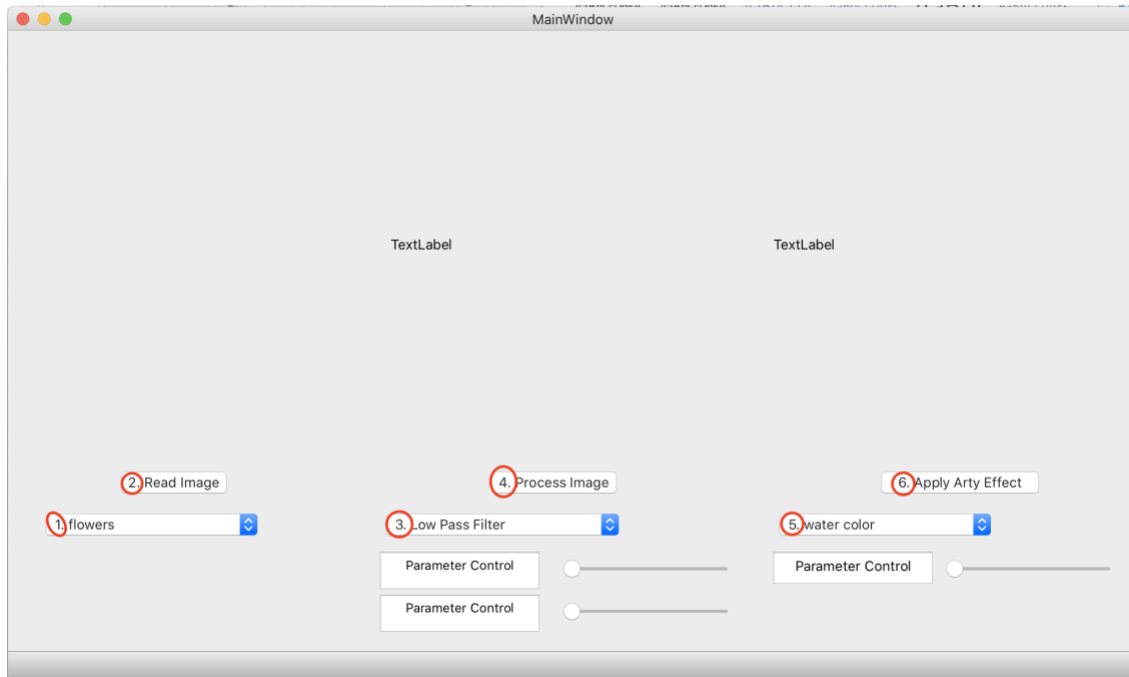 MainWindow
TextLabel
TextLabel
2. Read Image
4. Process Image
6. Apply Arty Effect
1. flowers
3. Low Pass Filter
5. water color
Parameter Control
Parameter Control
Parameter Control